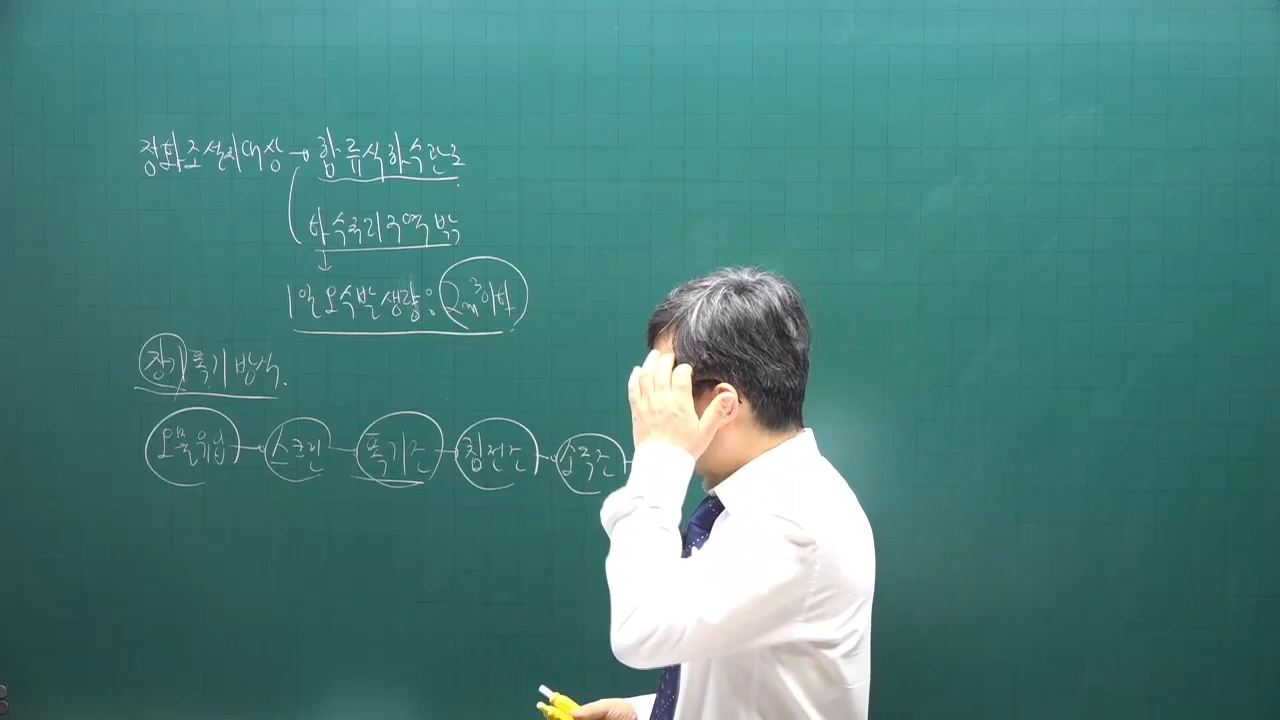 정화조설치대상 → 합류식하수관로
하수처리구역 밖
↓
1일오수발생량: 2m³이하
장기폭기방식.
오물유입 → 스크린 - 폭기조 - 침전조 → 소독조